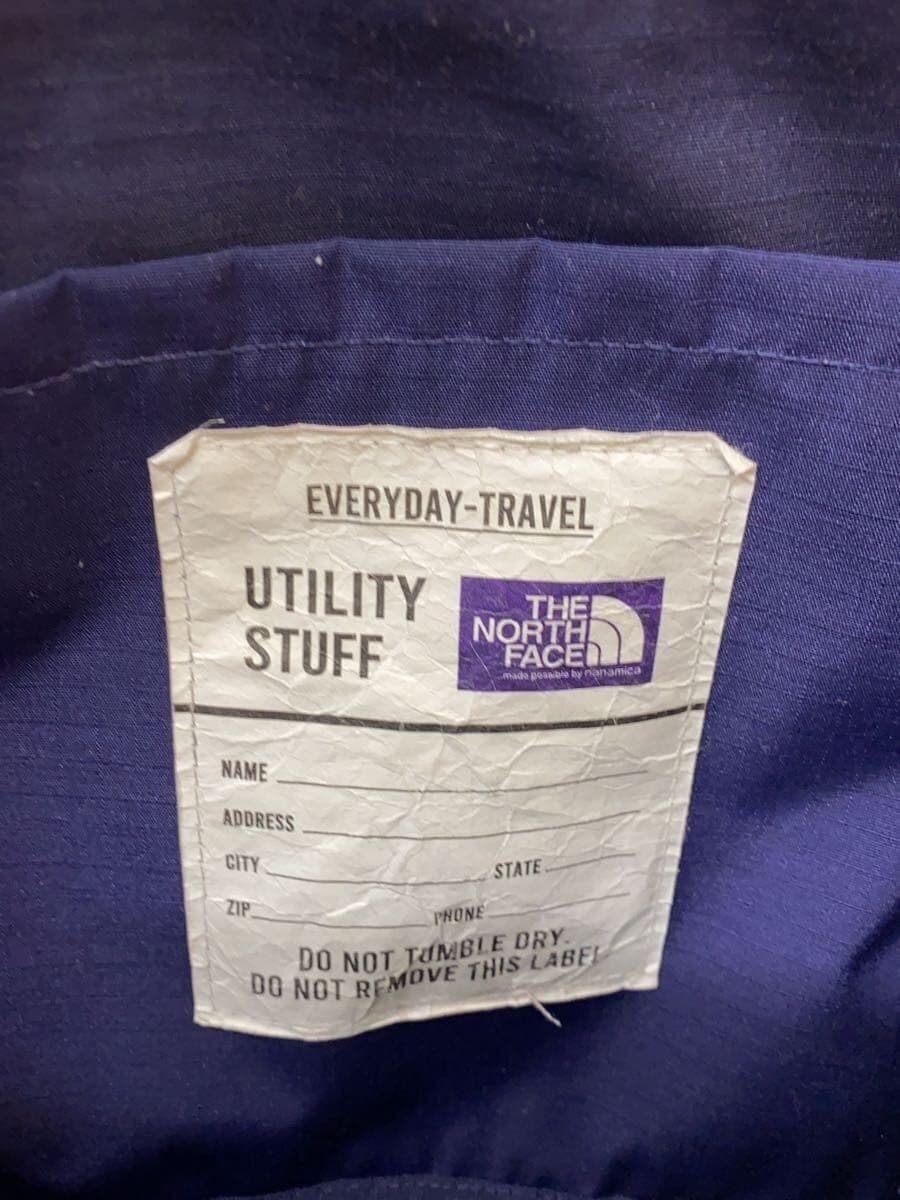 EVERYDAY-TRAVEL
UTILITY
STUFF
THE
NORTH
FACE
...made possible by nanamica
NAME
ADDRESS
CITY STATE
ZIP PHONE
DO NOT TUMBLE DRY.
DO NOT REMOVE THIS LABEL